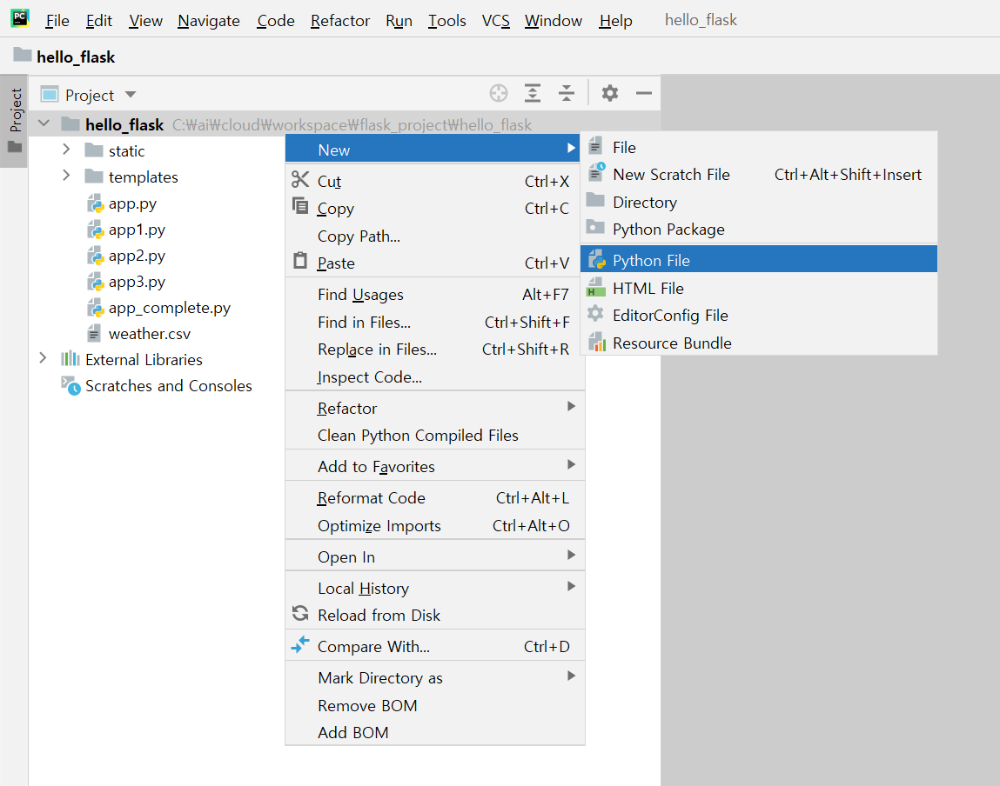 PC File Edit View Navigate Code Refactor Run Tools VCS Window Help hello_flask
hello_flask
Project
Project
hello_flask C:₩ai₩cloud₩workspace₩flask_project₩hello_flask
static
templates
app.py
app1.py
app2.py
app3.py
app_complete.py
weather.csv
External Libraries
Scratches and Consoles
New
Cut Ctrl+X
Copy Ctrl+C
Copy Path...
Paste Ctrl+V
Find Usages Alt+F7
Find in Files... Ctrl+Shift+F
Replace in Files... Ctrl+Shift+R
Inspect Code...
Refactor
Clean Python Compiled Files
Add to Favorites
Reformat Code Ctrl+Alt+L
Optimize Imports Ctrl+Alt+O
Open In
Local History
Reload from Disk
Compare With... Ctrl+D
Mark Directory as
Remove BOM
Add BOM
File
New Scratch File Ctrl+Alt+Shift+Insert
Directory
Python Package
Python File
H HTML File
EditorConfig File
Resource Bundle